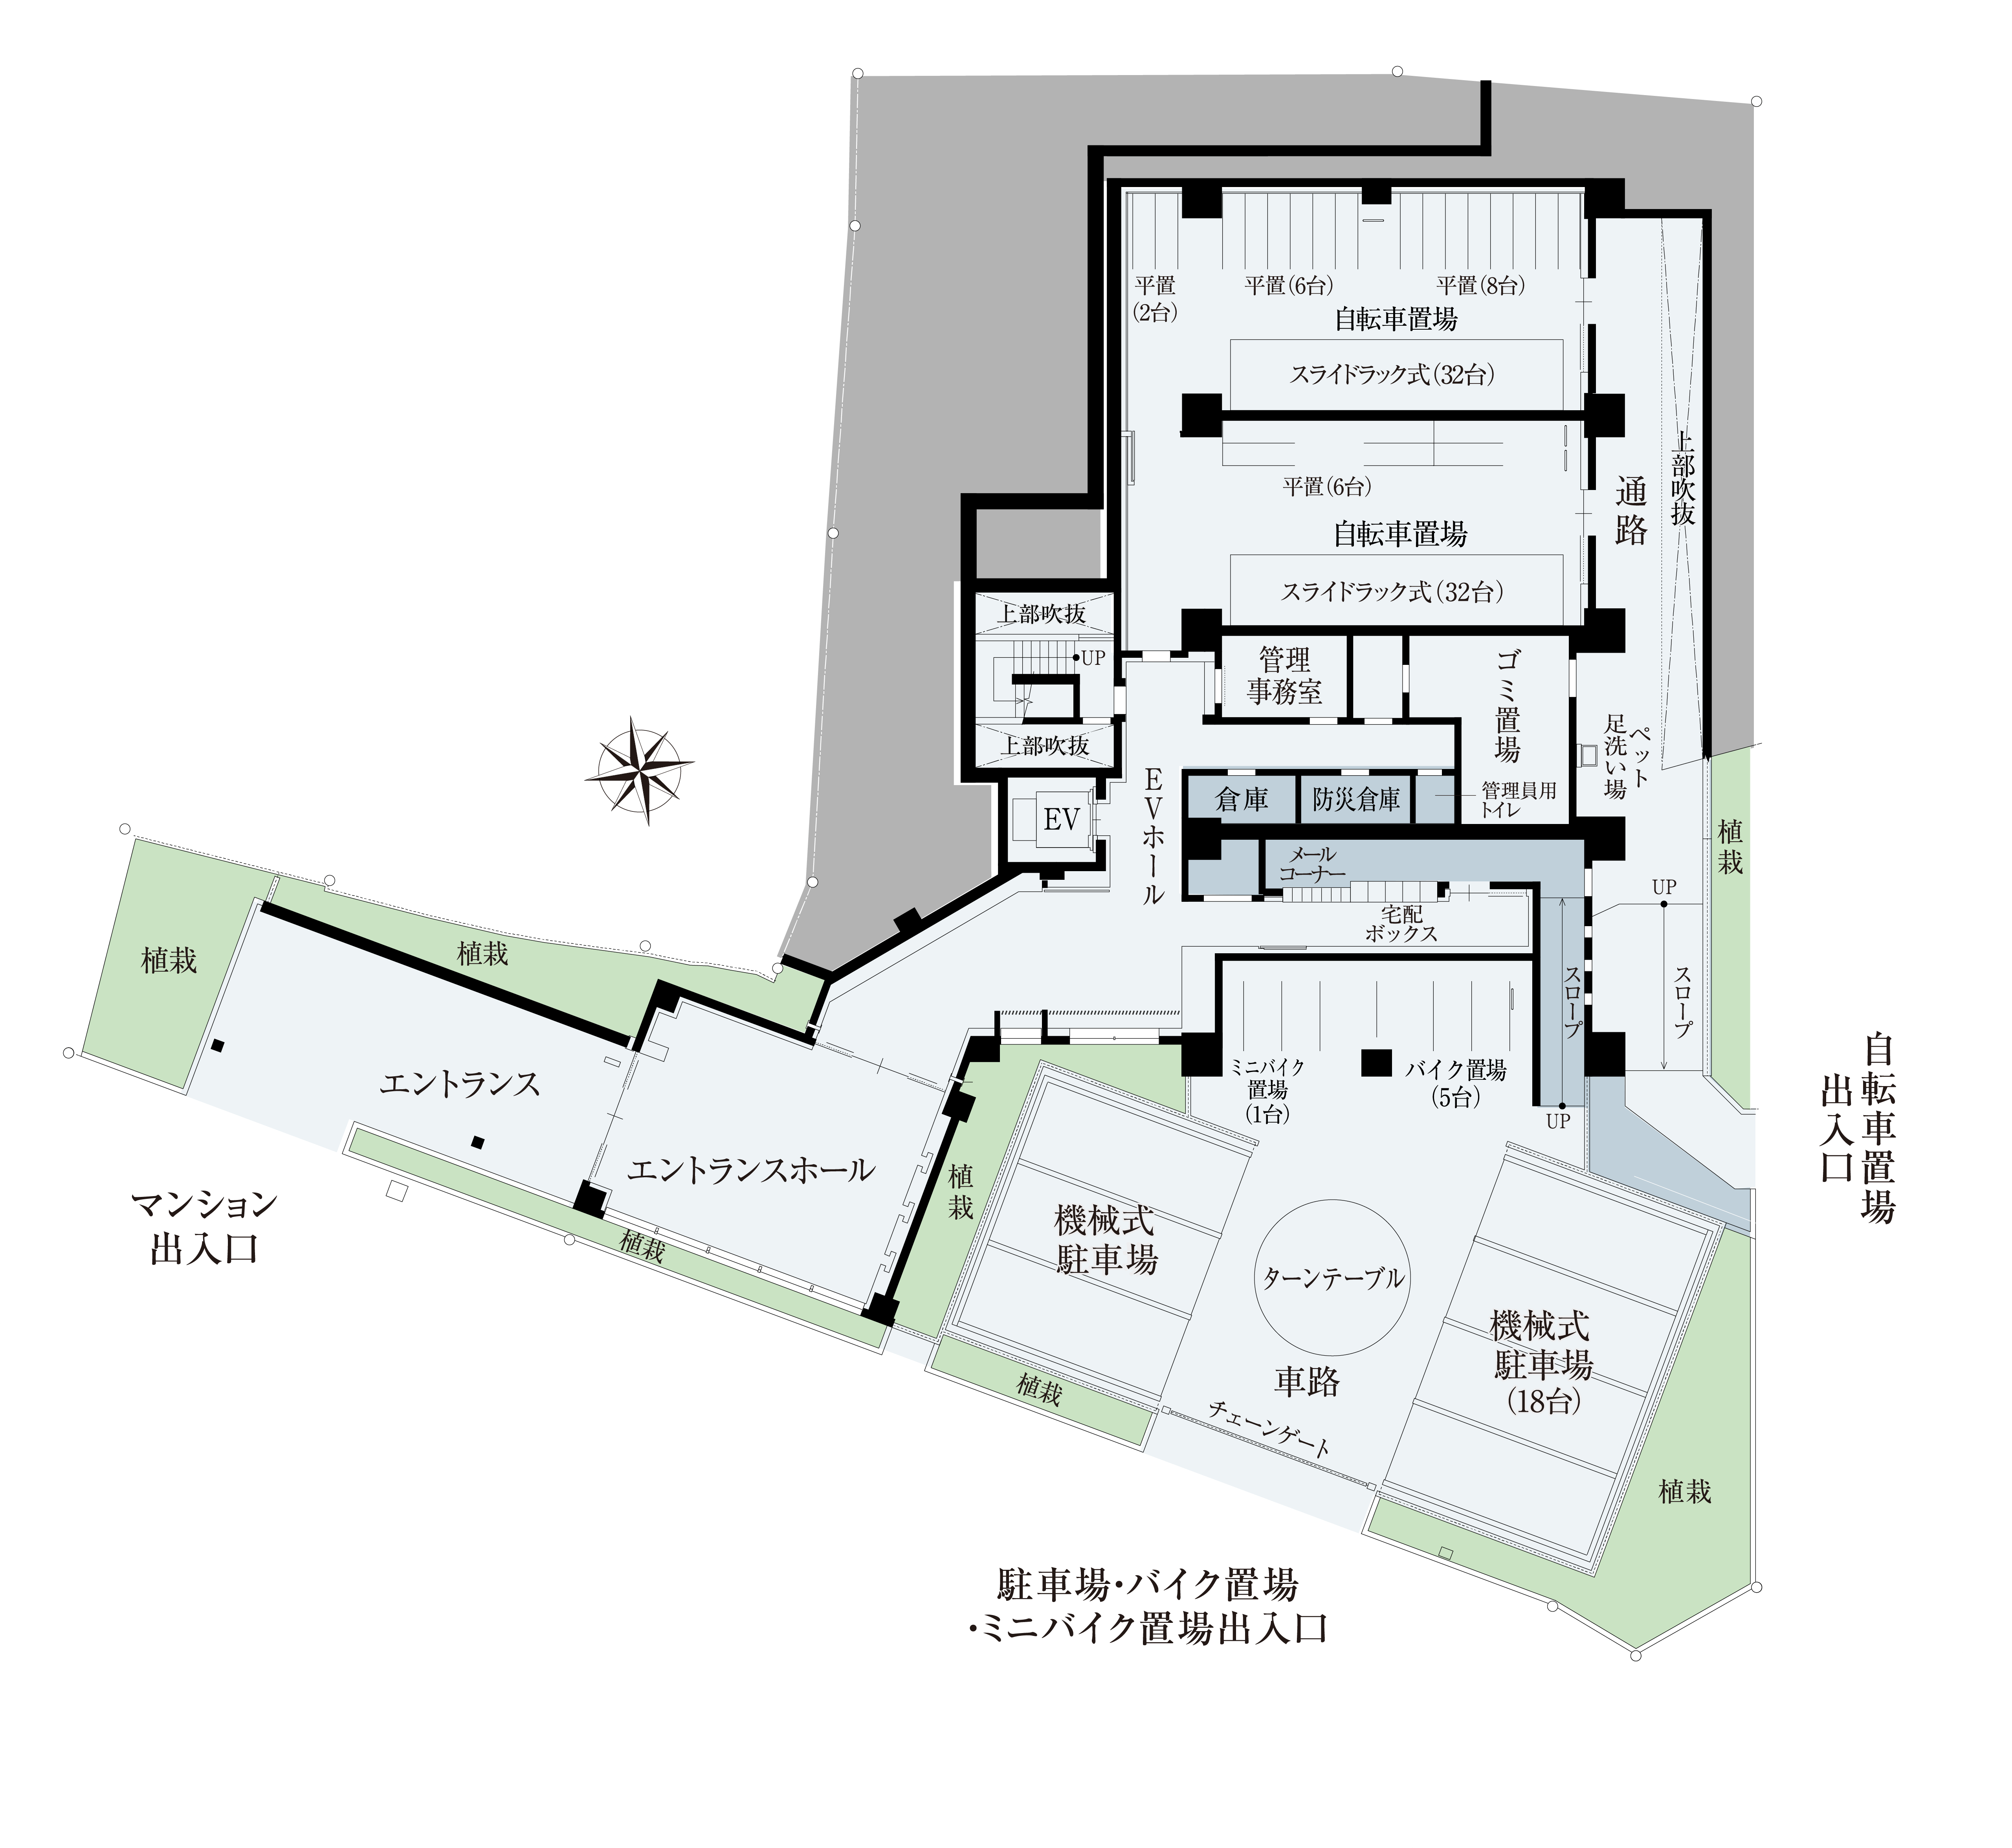 平置
(2台)
平置(6台)
平置(8台)
自転車置場
スライドラック式(32台)
平置(6台)
自転車置場
スライドラック式(32台)
通路
上部吹抜
上部吹抜
UP
上部吹抜
管理
事務室
ゴミ置場
ペット
足洗い場
EV
EVホール
倉庫
防災倉庫
管理員用
トイレ
植栽
メール
コーナー
宅配
ボックス
UP
スロープ
スロープ
UP
植栽
植栽
エントランス
エントランスホール
植栽
植栽
ミニバイク
置場
(1台)
バイク置場
(5台)
機械式
駐車場
ターンテーブル
車路
チェーンゲート
機械式
駐車場
(18台)
植栽
植栽
マンション
出入口
自転車置場
出入口
駐車場・バイク置場
・ミニバイク置場出入口